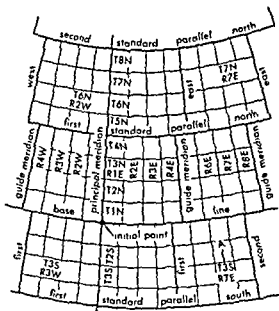 second standard parallel north
T8N
T7N T7N
R7E
west east east
T6N
R2W T6N
T5N
first standard parallel north
T4N
guide meridian R4W R3W R2W principal meridian T3N
R1E R2E R3E R4E guide meridian R6E R7E R8E guide meridian
T2N
T1N
base line
initial point
first T2S first A second
T3S
R3W T3S T3S
R7E
first standard parallel south